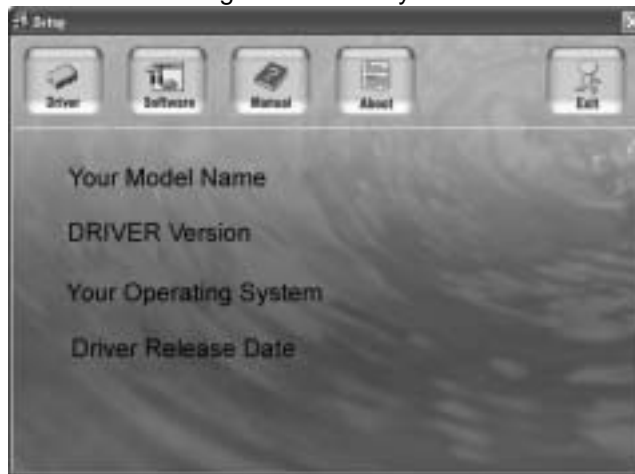 Setup
Driver Software Manual About Exit
Your Model Name
DRIVER Version
Your Operating System
Driver Release Date